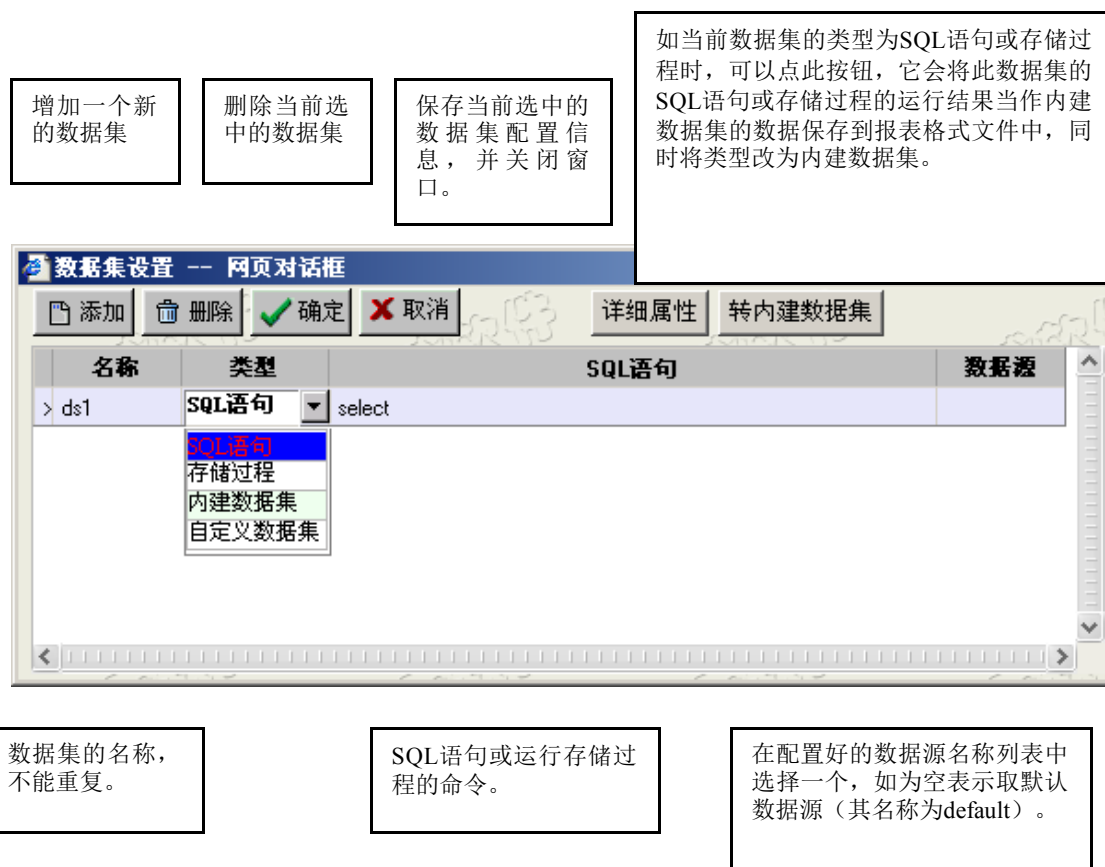 如当前数据集的类型为SQL语句或存储过
程时，可以点此按钮，它会将此数据集的
SQL语句或存储过程的运行结果当作内建
数据集的数据保存到报表格式文件中，同
时将类型改为内建数据集。
增加一个新
的数据集
删除当前选
中的数据集
保存当前选中的
数据集配置信
息，并关闭窗
口。
数据集设置 -- 网页对话框
添加 删除 确定 取消 详细属性 转内建数据集
名称 类型 SQL语句 数据源
> ds1 SQL语句 select
SQL语句
存储过程
内建数据集
自定义数据集
数据集的名称，
不能重复。
SQL语句或运行存储过
程的命令。
在配置好的数据源名称列表中
选择一个，如为空表示取默认
数据源（其名称为default）。